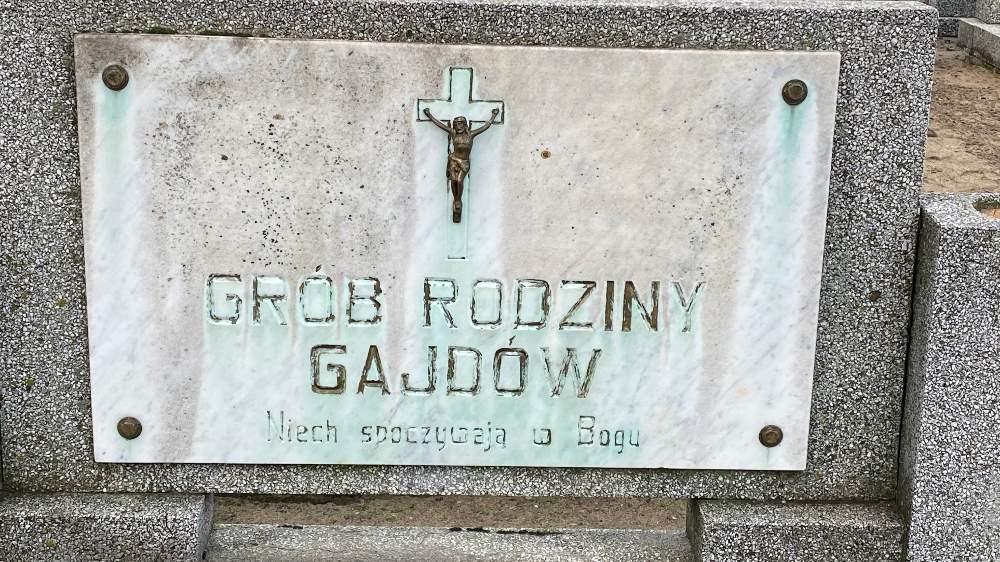 GRÓB RODZINY
GAJDÓW
Niech spoczywają w Bogu